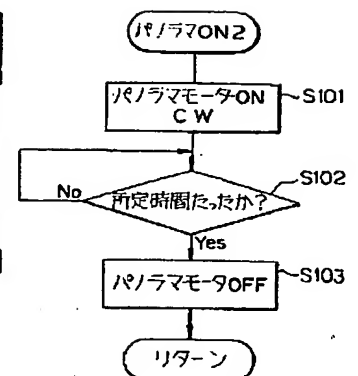 パノラマON2
パノラマモータON
CW
S101
所定時間たったか?
S102
No
Yes
パノラマモータOFF
S103
リターン